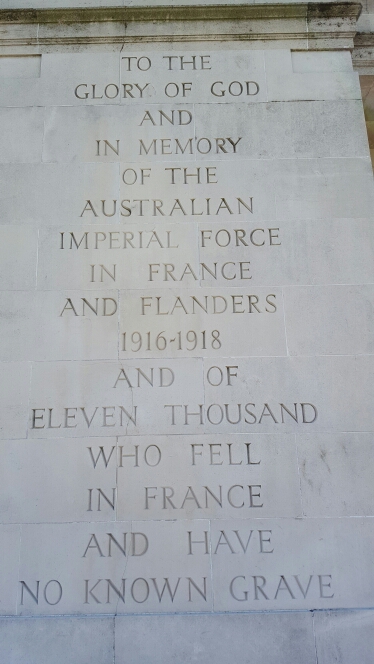 TO THE
GLORY OF GOD
AND
IN MEMORY
OF THE
AUSTRALIAN
IMPERIAL FORCE
IN FRANCE
AND FLANDERS
1916-1918
AND OF
ELEVEN THOUSAND
WHO FELL
IN FRANCE
AND HAVE
NO KNOWN GRAVE